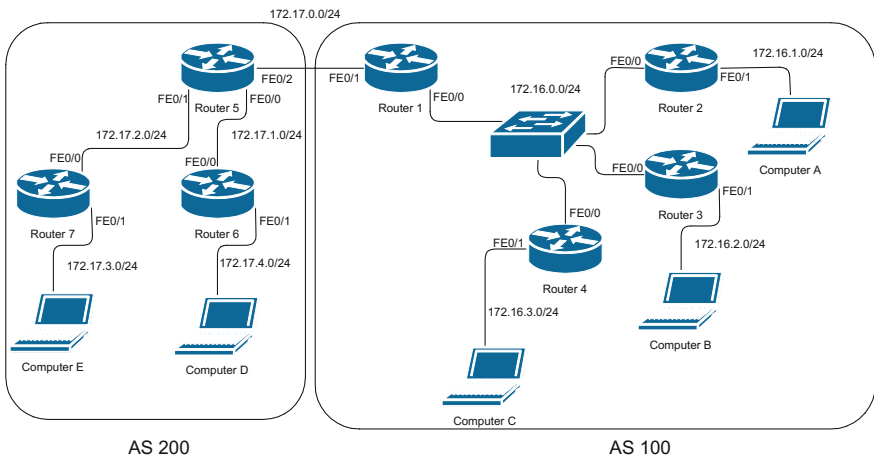 172.17.0.0/24
FE0/2
FE0/1
Router 5
FE0/1
FE0/0
172.17.2.0/24
172.17.1.0/24
FE0/0
FE0/0
Router 7
FE0/1
Router 6
FE0/1
172.17.3.0/24
172.17.4.0/24
Computer E
Computer D
AS 200
Router 1
FE0/0
172.16.0.0/24
FE0/0
172.16.1.0/24
FE0/1
Router 2
Computer A
FE0/0
FE0/1
Router 3
172.16.2.0/24
FE0/0
FE0/1
Router 4
172.16.3.0/24
Computer B
Computer C
AS 100